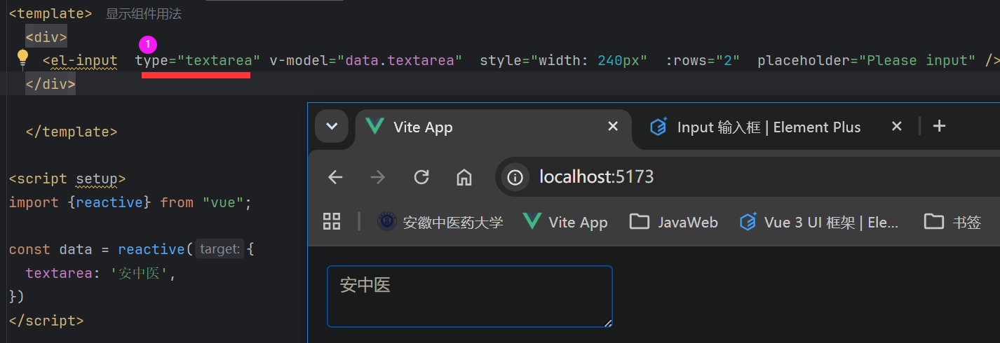 <template> 显示组件用法
<div>
1
<el-input type="textarea" v-model="data.textarea" style="width: 240px" :rows="2" placeholder="Please input" />
</div>
</template>
<script setup>
import {reactive} from "vue";
const data = reactive( target: {
textarea: '安中医',
})
</script>
Vite App
Input 输入框 | Element Plus
localhost:5173
安徽中医药大学 Vite App JavaWeb Vue 3 UI 框架 | Ele... 书签
安中医